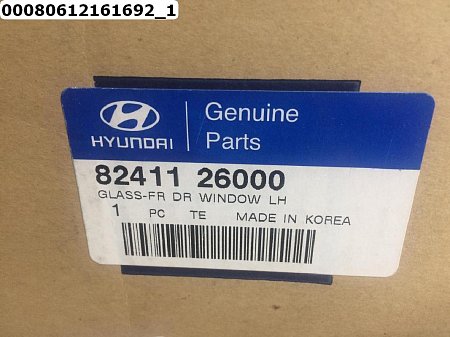 00080612161692_1
HYUNDAI
Genuine
Parts
82411 26000
GLASS-FR DR WINDOW LH
1 PC TE MADE IN KOREA